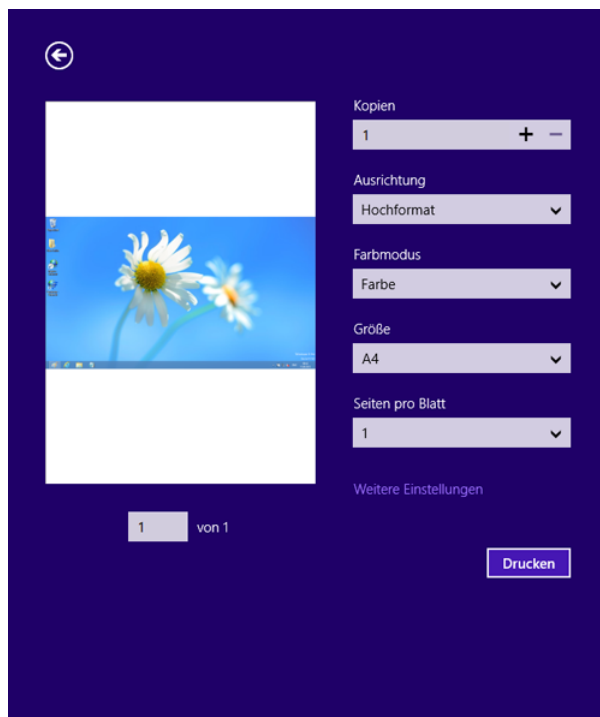 Kopien
1
Ausrichtung
Hochformat
Farbmodus
Farbe
Größe
A4
Seiten pro Blatt
1
Weitere Einstellungen
1 von 1
Drucken